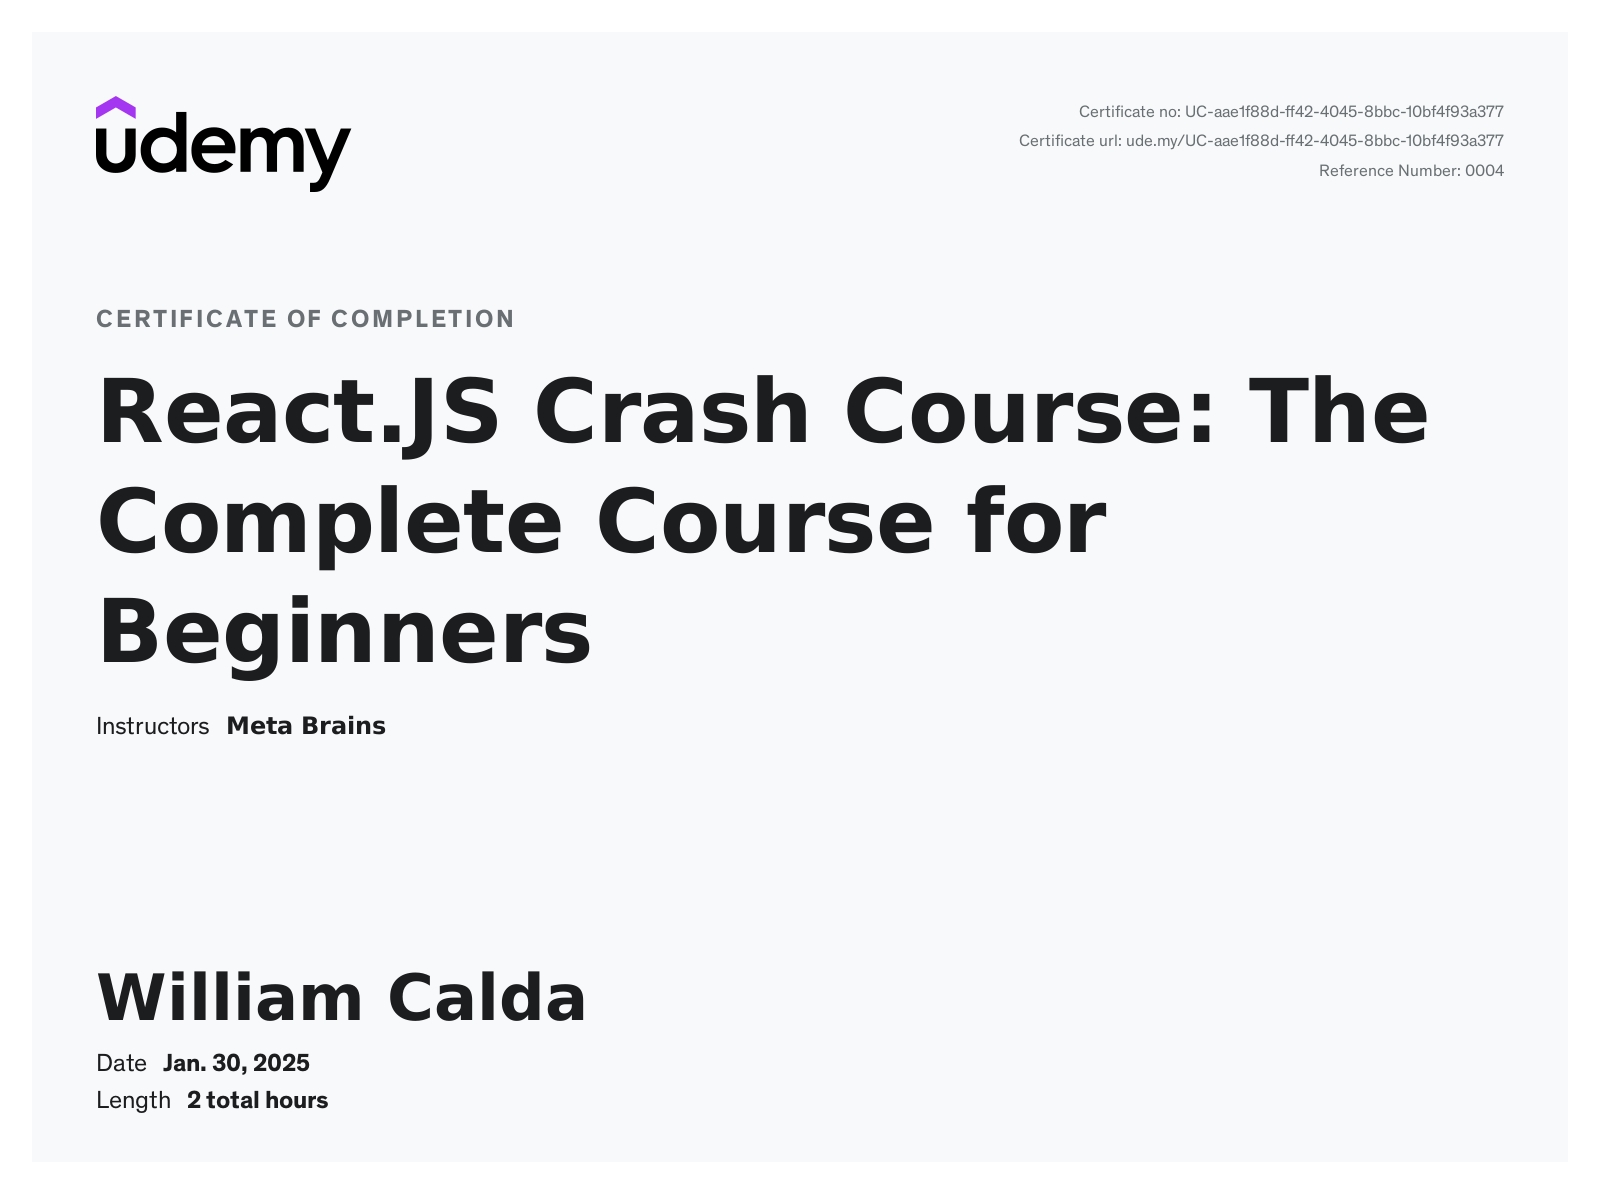 udemy
Certificate no: UC-aae1f88d-ff42-4045-8bbc-10bf4f93a377
Certificate url: ude.my/UC-aae1f88d-ff42-4045-8bbc-10bf4f93a377
Reference Number: 0004
CERTIFICATE OF COMPLETION
React.JS Crash Course: The
Complete Course for
Beginners
Instructors Meta Brains
William Calda
Date Jan. 30, 2025
Length 2 total hours